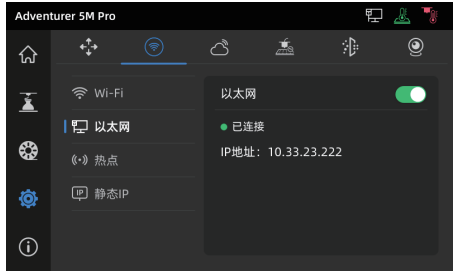 Adventurer 5M Pro
Wi-Fi
以太网
热点
IP 静态IP
以太网
已连接
IP地址：10.33.23.222